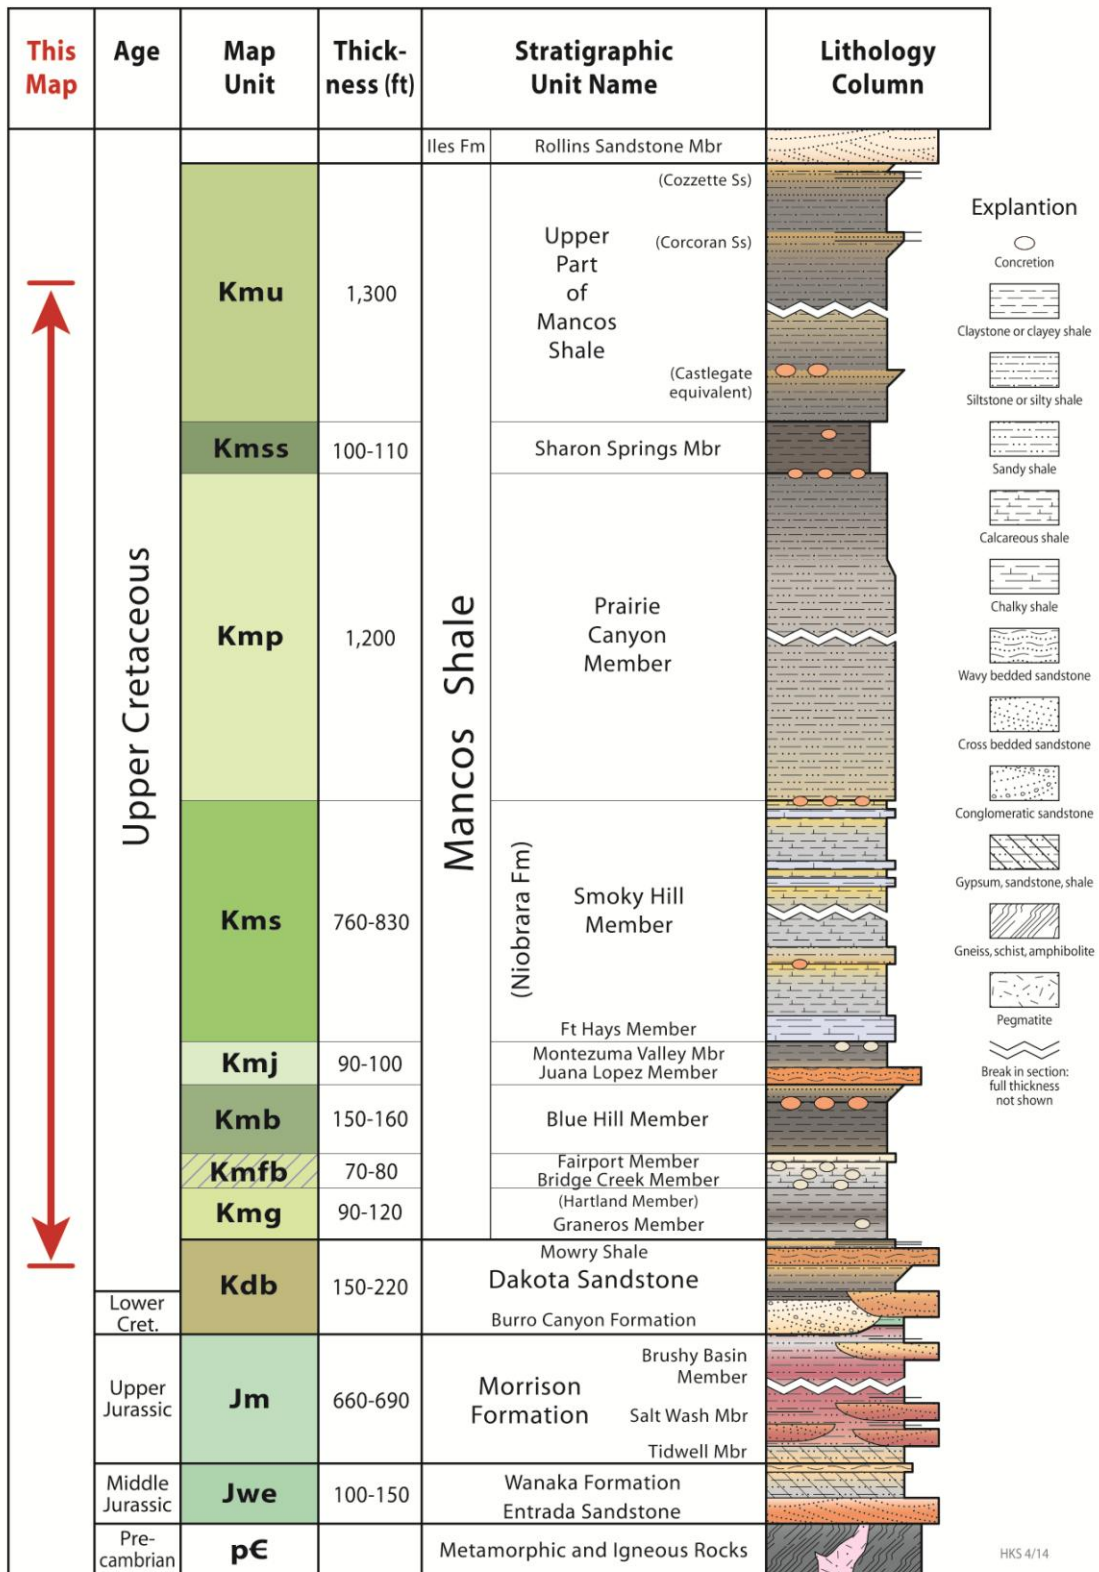 This
Map
Age
Map
Unit
Thick-
ness (ft)
Stratigraphic
Unit Name
Lithology
Column
Iles Fm
Rollins Sandstone Mbr
Upper Cretaceous
Mancos Shale
Kmu
1,300
Upper
Part
of
Mancos
Shale
(Cozzette Ss)
(Corcoran Ss)
(Castlegate
equivalent)
Kmss
100-110
Sharon Springs Mbr
Kmp
1,200
Prairie
Canyon
Member
Kms
760-830
(Niobrara Fm)
Smoky Hill
Member
Ft Hays Member
Kmj
90-100
Montezuma Valley Mbr
Juana Lopez Member
Kmb
150-160
Blue Hill Member
Kmfb
70-80
Fairport Member
Bridge Creek Member
Kmg
90-120
(Hartland Member)
Graneros Member
Kdb
150-220
Mowry Shale
Dakota Sandstone
Burro Canyon Formation
Lower
Cret.
Upper
Jurassic
Jm
660-690
Morrison
Formation
Brushy Basin
Member
Salt Wash Mbr
Tidwell Mbr
Middle
Jurassic
Jwe
100-150
Wanaka Formation
Entrada Sandstone
Pre-
cambrian
p€
Metamorphic and Igneous Rocks
Explantion
Concretion
Claystone or clayey shale
Siltstone or silty shale
Sandy shale
Calcareous shale
Chalky shale
Wavy bedded sandstone
Cross bedded sandstone
Conglomeratic sandstone
Gypsum, sandstone, shale
Gneiss, schist, amphibolite
Pegmatite
Break in section:
full thickness
not shown
HKS 4/14